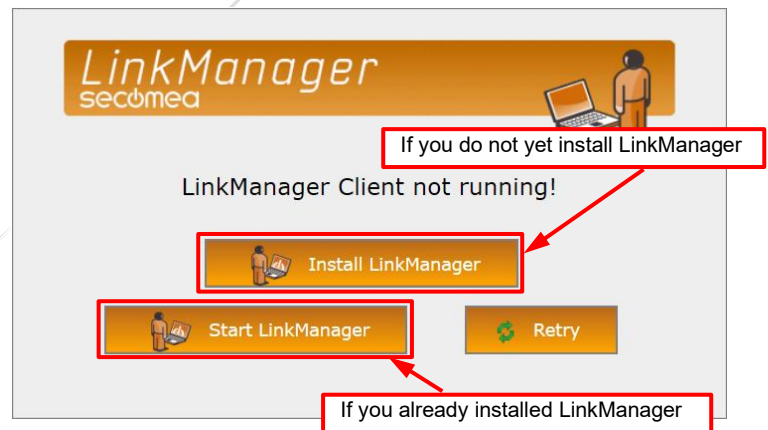 LinkManager
secomea
If you do not yet install LinkManager
LinkManager Client not running!
Install LinkManager
Start LinkManager
Retry
If you already installed LinkManager